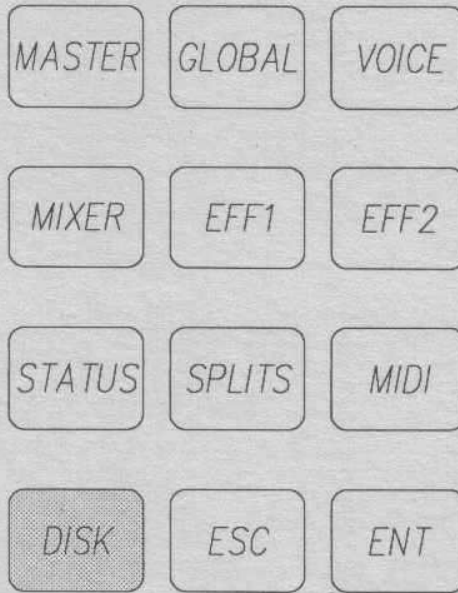 MASTER GLOBAL VOICE
MIXER EFF1 EFF2
STATUS SPLITS MIDI
DISK ESC ENT